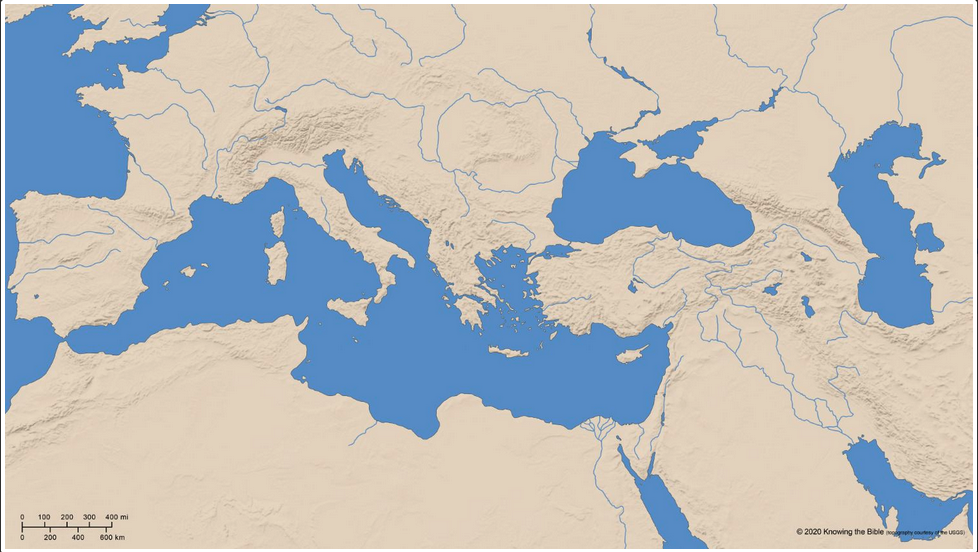 0 100 200 300 400 mi
0 200 400 600 km
© 2020 Knowing the Bible (topography courtesy of the USGS)